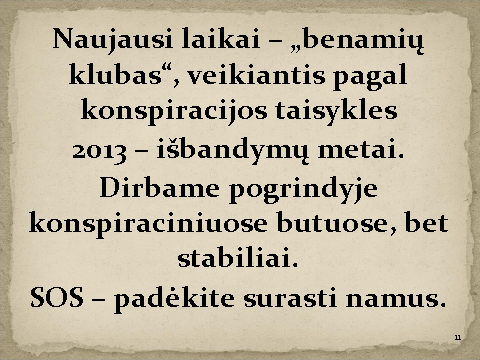 Naujausi laikai – „benamių
klubas“, veikiantis pagal
konspiracijos taisykles
2013 – išbandymų metai.
Dirbame pogrindyje
konspiraciniuose butuose, bet
stabiliai.
SOS – padėkite surasti namus.
11